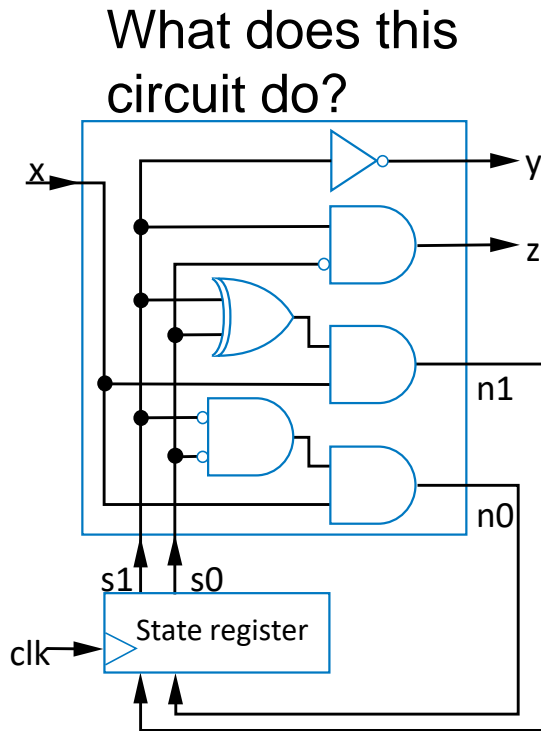 What does this
circuit do?
x
y
z
n1
n0
s1 s0
State register
clk